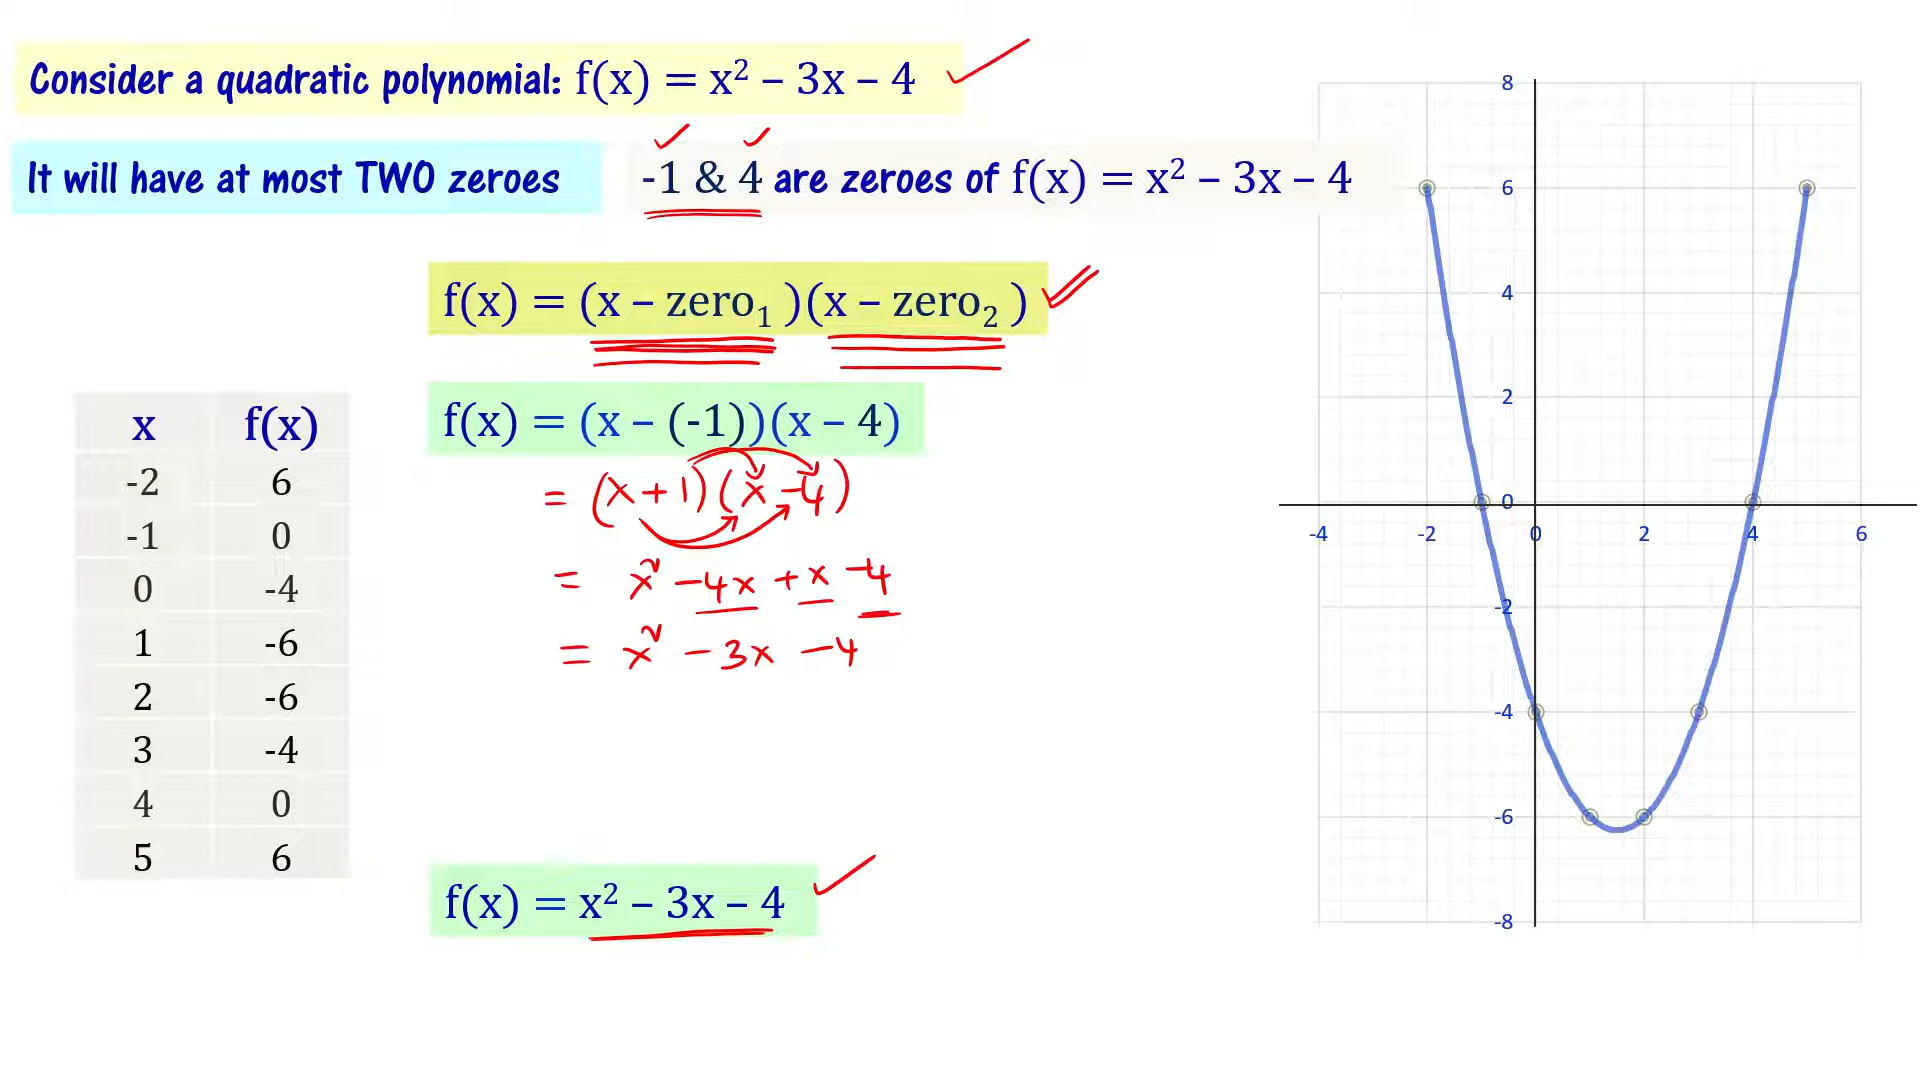 Consider a quadratic polynomial: f(x) = x² – 3x – 4
It will have at most TWO zeroes
-1 & 4 are zeroes of f(x) = x² – 3x – 4
f(x) = (x – zero₁ )(x – zero₂ )
f(x) = (x – (-1))(x – 4)
= (x + 1)(x – 4)
= x² – 4x + x – 4
= x² – 3x – 4
f(x) = x² – 3x – 4
x f(x)
-2 6
-1 0
0 -4
1 -6
2 -6
3 -4
4 0
5 6
8
6
4
2
0
-2
-4
-6
-8
-4 -2 0 2 4 6